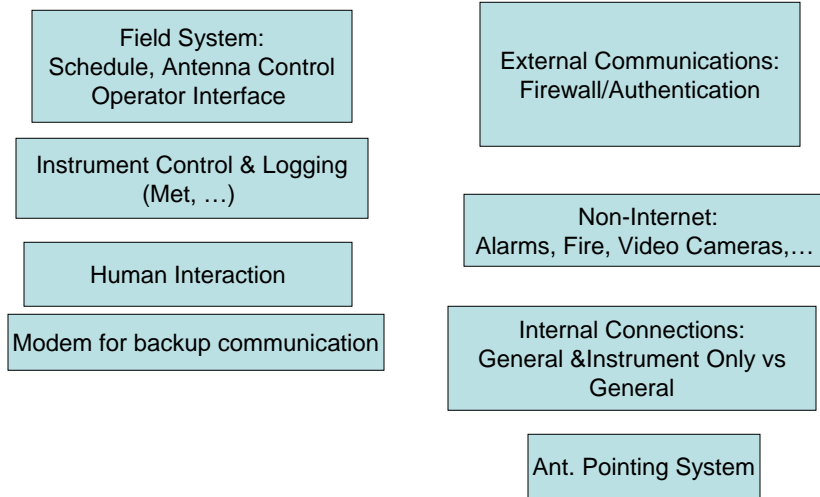 Field System:
Schedule, Antenna Control
Operator Interface
Instrument Control & Logging
(Met, …)
Human Interaction
Modem for backup communication
External Communications:
Firewall/Authentication
Non-Internet:
Alarms, Fire, Video Cameras,…
Internal Connections:
General &Instrument Only vs
General
Ant. Pointing System